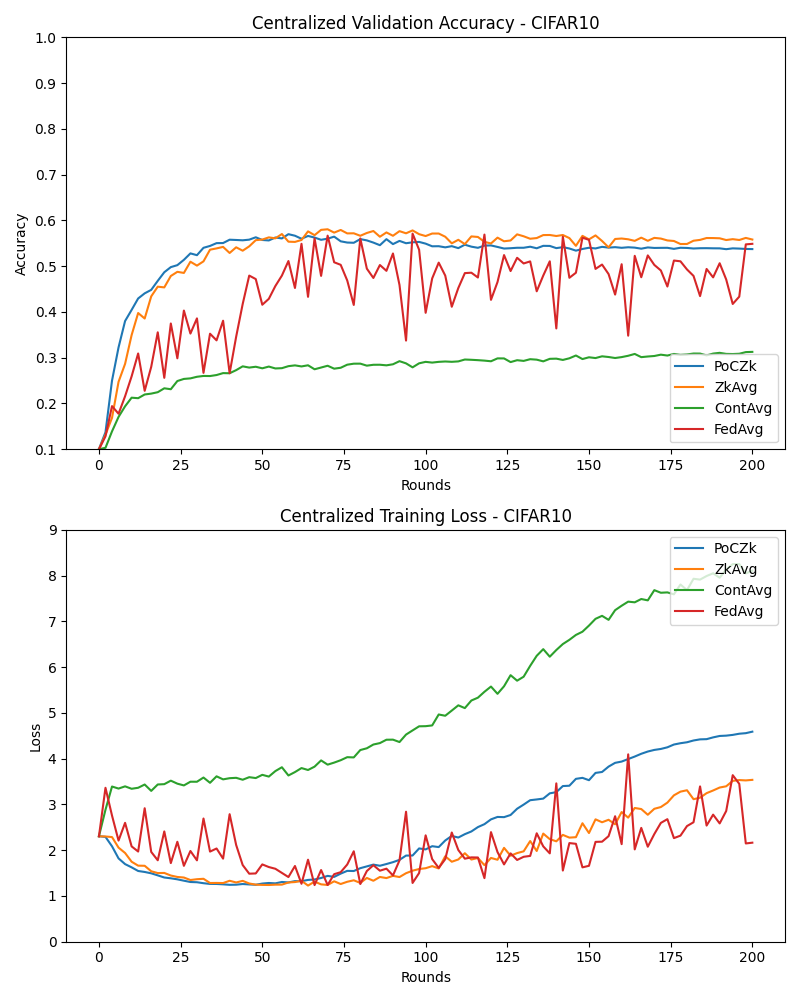 Centralized Validation Accuracy - CIFAR10
1.0
0.9
0.8
0.7
0.6
0.5
0.4
0.3
0.2
0.1
Accuracy
PoCZk
ZkAvg
ContAvg
FedAvg
0 25 50 75 100 125 150 175 200
Rounds
Centralized Training Loss - CIFAR10
9
8
7
6
5
4
3
2
1
0
Loss
PoCZk
ZkAvg
ContAvg
FedAvg
0 25 50 75 100 125 150 175 200
Rounds